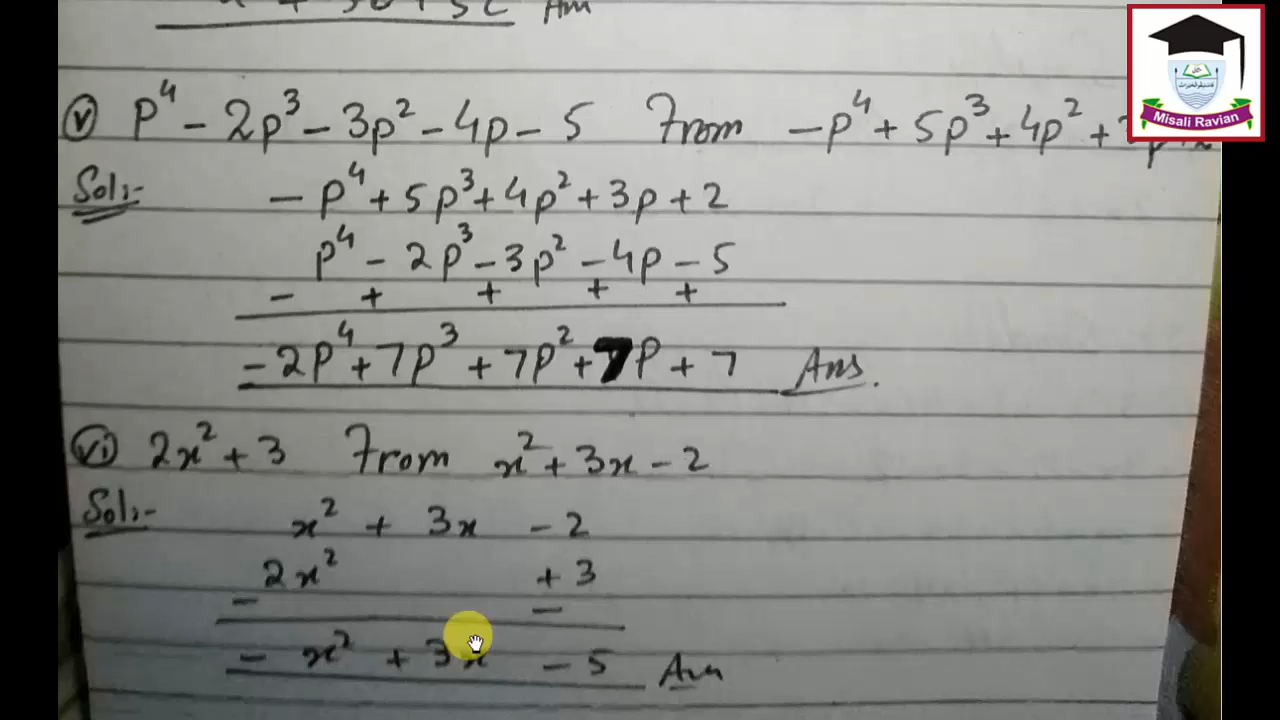 Ans
Misali Ravian
(v) p⁴ - 2p³ - 3p² - 4p - 5 From -p⁴ + 5p³ + 4p² +
Sol:- -p⁴ + 5p³ + 4p² + 3p + 2
p⁴ - 2p³ - 3p² - 4p - 5
- + + + +
-2p⁴ + 7p³ + 7p² + 7p + 7 Ans.
(vi) 2x² + 3 From x² + 3x - 2
Sol:- x² + 3x - 2
2x² + 3
- -
- x² + 3x - 5 Ans